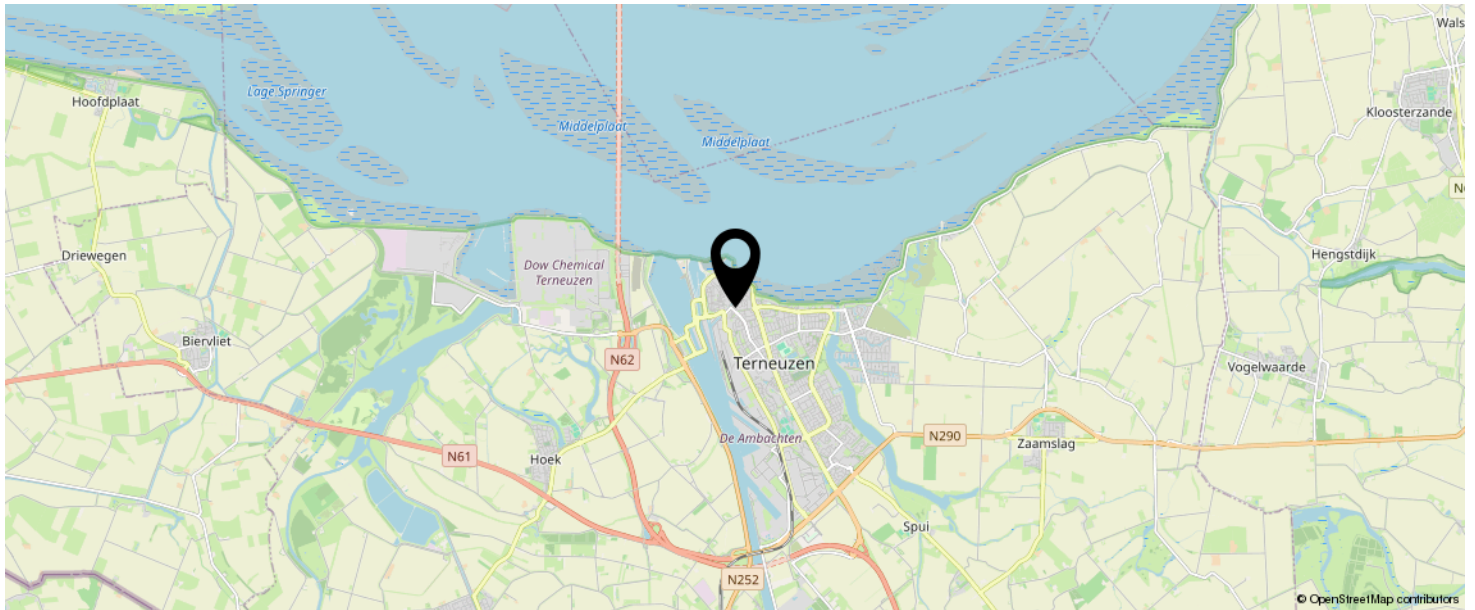 Wals
Lage Springer
Hoofdplaat
Kloosterzande
Middelplaat
Middelplaat
Driewegen
Hengstdijk
Dow Chemical
Terneuzen
Biervliet
N62
Terneuzen
Vogelwaarde
De Ambachten
N290
Zaamslag
N61
Hoek
Spui
N252
© OpenStreetMap contributors